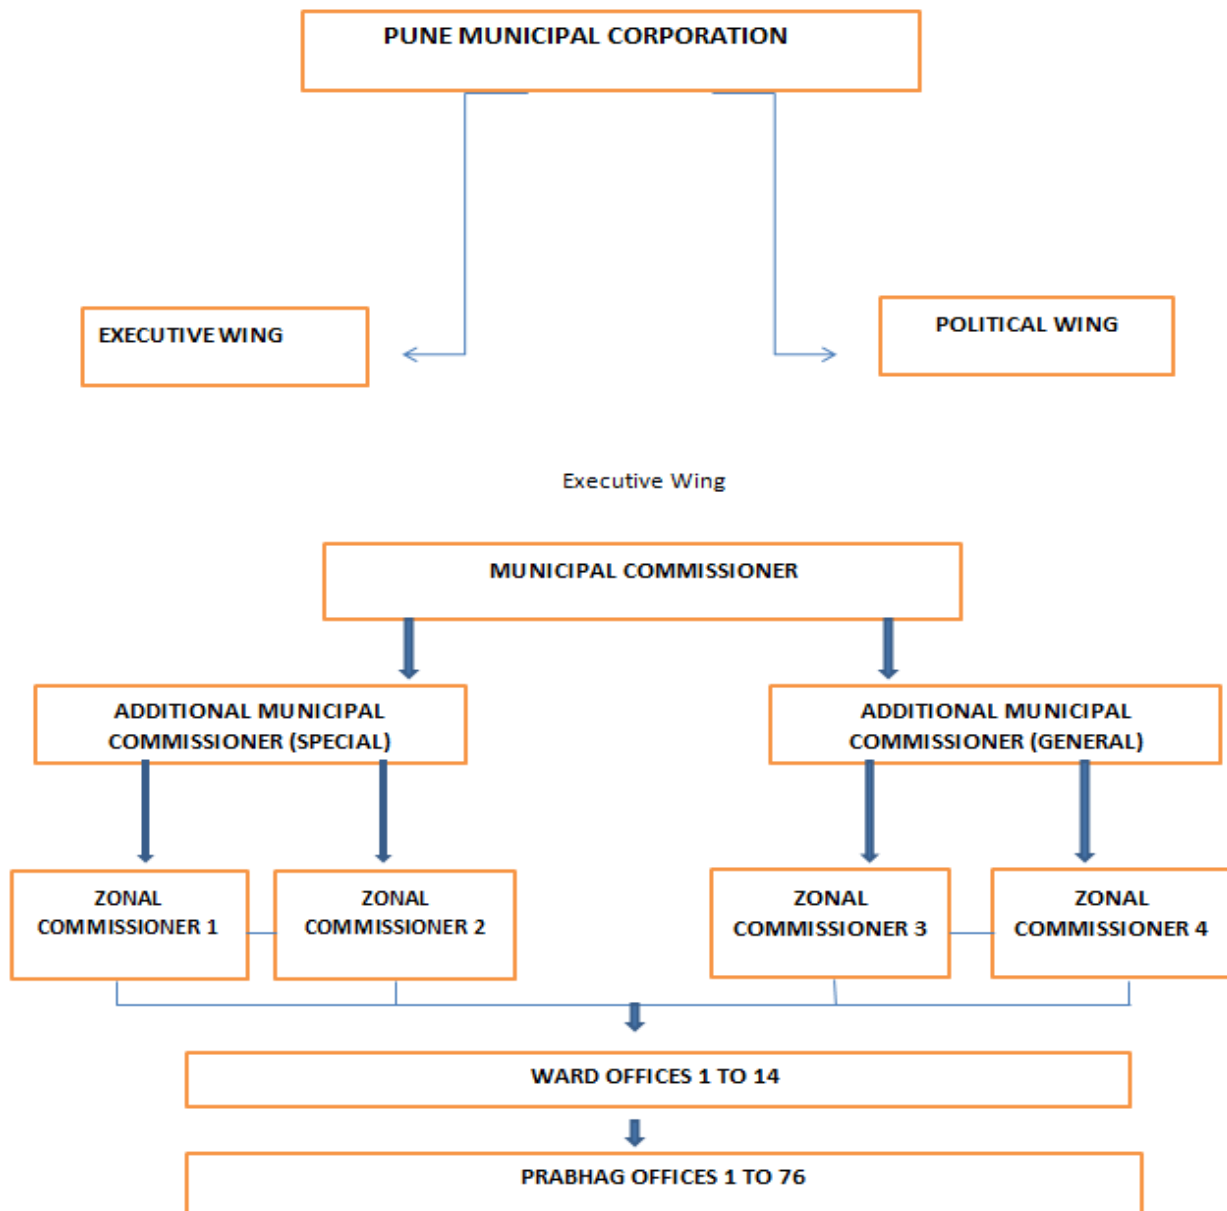 PUNE MUNICIPAL CORPORATION
EXECUTIVE WING
POLITICAL WING
Executive Wing
MUNICIPAL COMMISSIONER
ADDITIONAL MUNICIPAL
COMMISSIONER (SPECIAL)
ADDITIONAL MUNICIPAL
COMMISSIONER (GENERAL)
ZONAL
COMMISSIONER 1
ZONAL
COMMISSIONER 2
ZONAL
COMMISSIONER 3
ZONAL
COMMISSIONER 4
WARD OFFICES 1 TO 14
PRABHAG OFFICES 1 TO 76